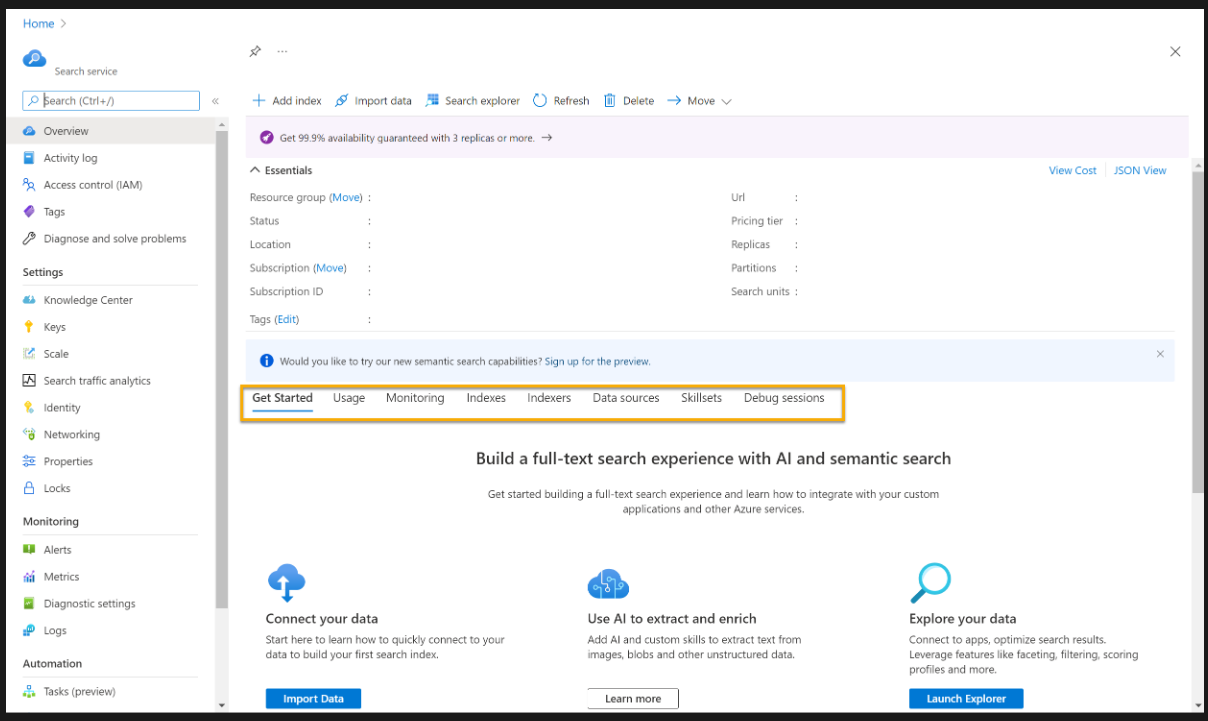 Home >
...
Search service
Search (Ctrl+/)
«
Overview
Activity log
Access control (IAM)
Tags
Diagnose and solve problems
Settings
Knowledge Center
Keys
Scale
Search traffic analytics
Identity
Networking
Properties
Locks
Monitoring
Alerts
Metrics
Diagnostic settings
Logs
Automation
Tasks (preview)
Add index Import data Search explorer Refresh Delete Move
Get 99.9% availability guaranteed with 3 replicas or more. →
Essentials
View Cost JSON View
Resource group (Move) :
Status :
Location :
Subscription (Move) :
Subscription ID :
Tags (Edit) :
Url :
Pricing tier :
Replicas :
Partitions :
Search units :
Would you like to try our new semantic search capabilities? Sign up for the preview.
Get Started Usage Monitoring Indexes Indexers Data sources Skillsets Debug sessions
Build a full-text search experience with AI and semantic search
Get started building a full-text search experience and learn how to integrate with your custom
applications and other Azure services.
Connect your data
Start here to learn how to quickly connect to your
data to build your first search index.
Import Data
Use AI to extract and enrich
Add AI and custom skills to extract text from
images, blobs and other unstructured data.
Learn more
Explore your data
Connect to apps, optimize search results.
Leverage features like faceting, filtering, scoring
profiles and more.
Launch Explorer